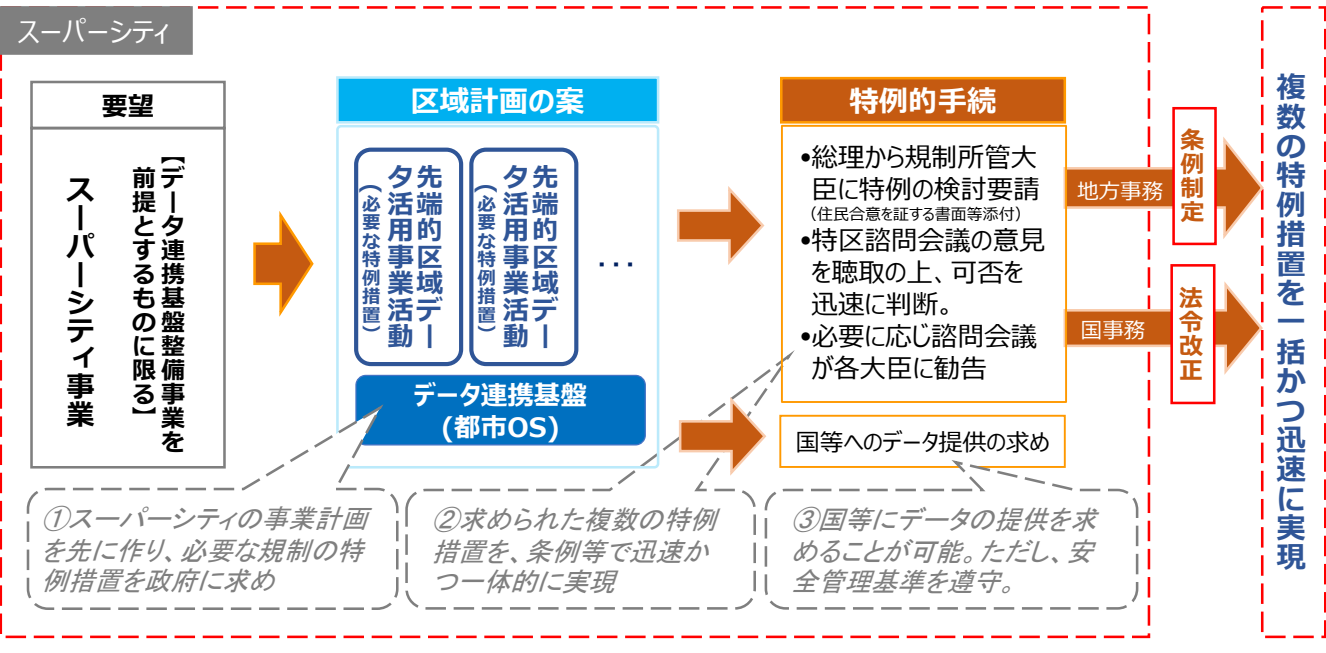 スーパーシティ
要望
【データ連携基盤整備事業を
前提とするものに限る】
スーパーシティ事業
区域計画の案
先端的区域デー
タ活用事業活動
（必要な特例措置）
先端的区域デー
タ活用事業活動
（必要な特例措置）
･･･
データ連携基盤
(都市OS)
特例的手続
•総理から規制所管大
臣に特例の検討要請
（住民合意を証する書面等添付）
•特区諮問会議の意見
を聴取の上、可否を
迅速に判断。
•必要に応じ諮問会議
が各大臣に勧告
国等へのデータ提供の求め
地方事務
条例制定
国事務
法令改正
複数の特例措置を一括かつ迅速に実現
①スーパーシティの事業計画
を先に作り、必要な規制の特
例措置を政府に求め
②求められた複数の特例
措置を、条例等で迅速か
つ一体的に実現
③国等にデータの提供を求
めることが可能。ただし、安
全管理基準を遵守。